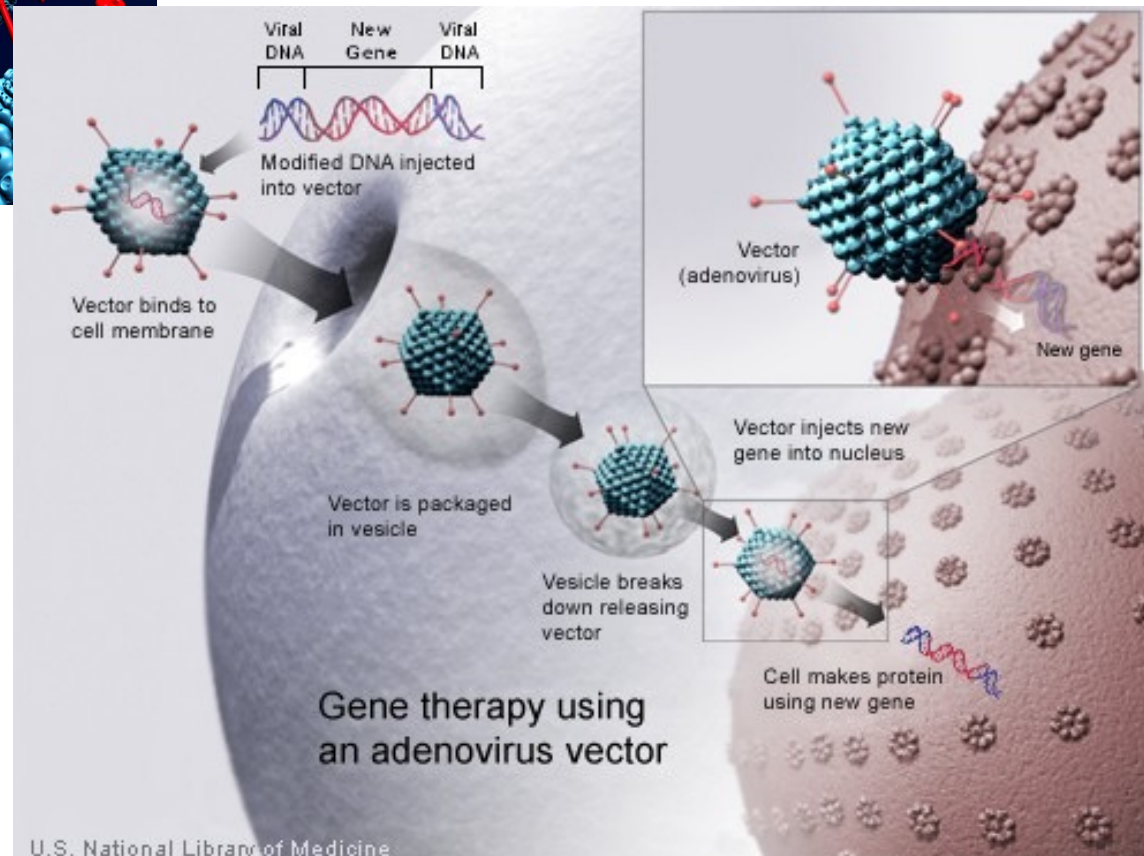 Viral
DNA
New
Gene
Viral
DNA
Modified DNA injected
into vector
Vector binds to
cell membrane
Vector
(adenovirus)
New gene
Vector injects new
gene into nucleus
Vector is packaged
in vesicle
Vesicle breaks
down releasing
vector
Cell makes protein
using new gene
Gene therapy using
an adenovirus vector
U.S. National Library of Medicine